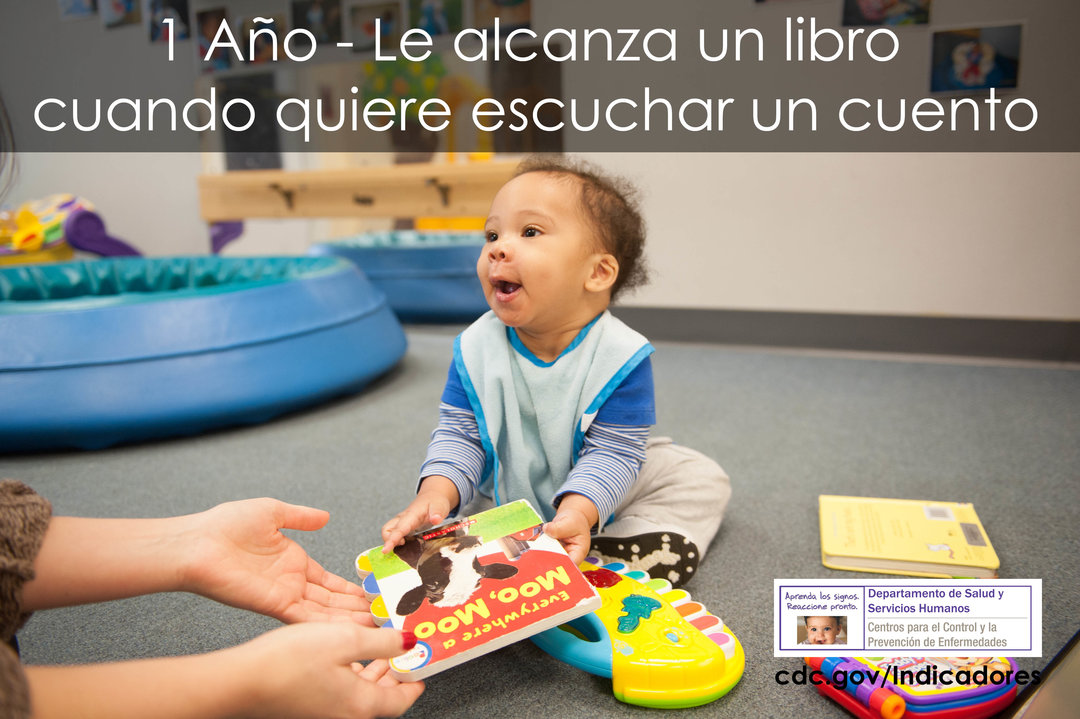 1 Año - Le alcanza un libro
cuando quiere escuchar un cuento
Everywhere a
Moo, Moo
Aprenda los signos.
Reaccione pronto.
Departamento de Salud y
Servicios Humanos
Centros para el Control y la
Prevención de Enfermedades
cdc.gov/Indicadores